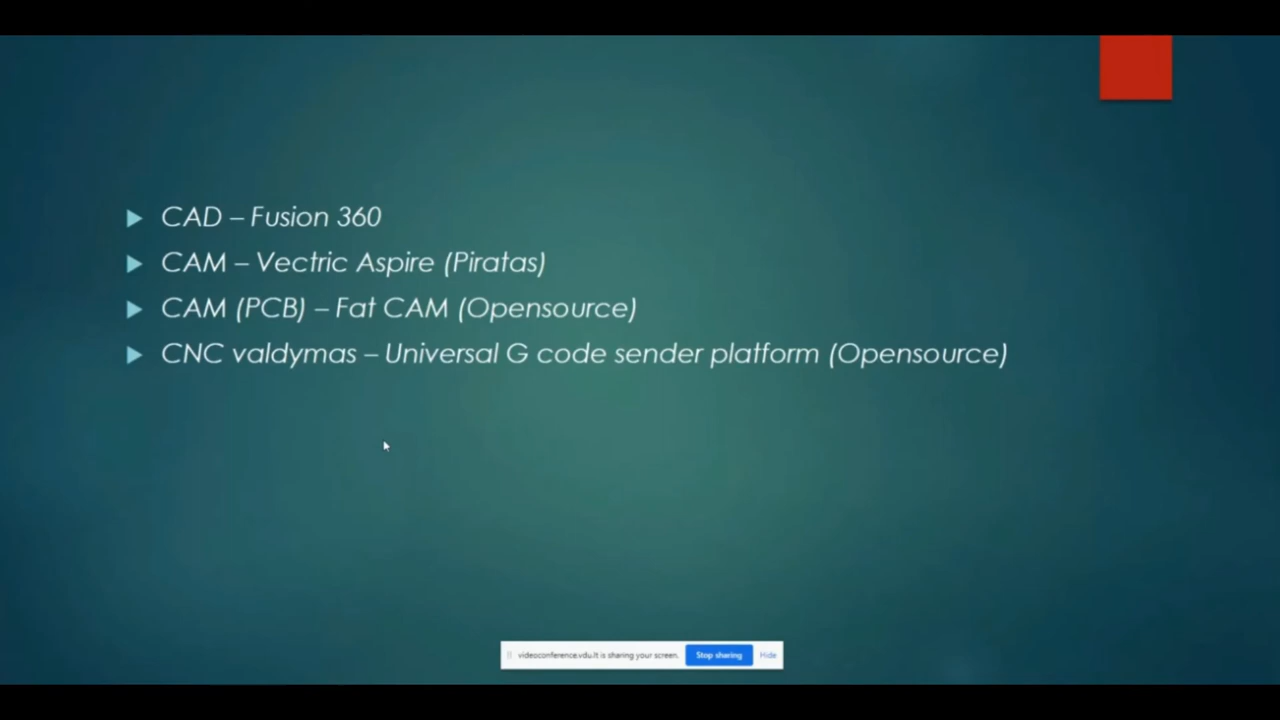 CAD – Fusion 360
CAM – Vectric Aspire (Piratas)
CAM (PCB) – Fat CAM (Opensource)
CNC valdymas – Universal G code sender platform (Opensource)
videoconference.vdu.lt is sharing your screen. Stop sharing Hide